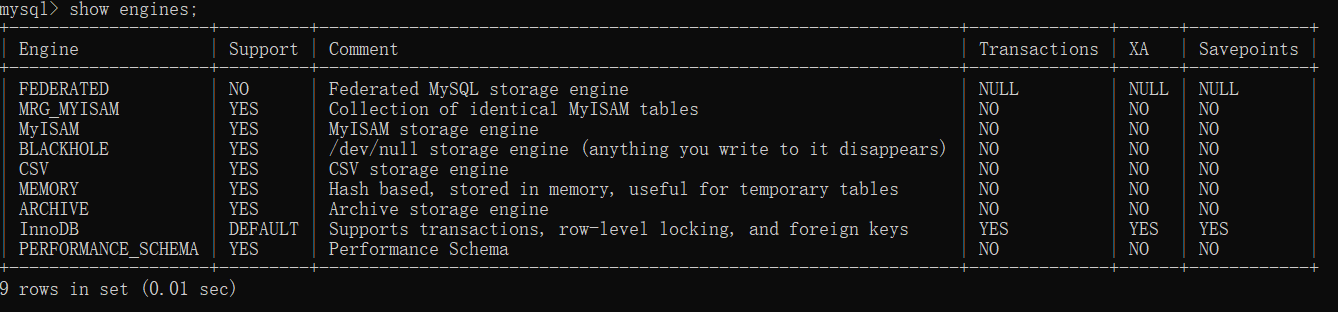 mysql> show engines;
+--------------------+---------+----------------------------------------------------------------+--------------+------+------------+
| Engine             | Support | Comment                                                        | Transactions | XA   | Savepoints |
+--------------------+---------+----------------------------------------------------------------+--------------+------+------------+
| FEDERATED          | NO      | Federated MySQL storage engine                                 | NULL         | NULL | NULL       |
| MRG_MYISAM         | YES     | Collection of identical MyISAM tables                          | NO           | NO   | NO         |
| MyISAM             | YES     | MyISAM storage engine                                          | NO           | NO   | NO         |
| BLACKHOLE          | YES     | /dev/null storage engine (anything you write to it disappears) | NO           | NO   | NO         |
| CSV                | YES     | CSV storage engine                                             | NO           | NO   | NO         |
| MEMORY             | YES     | Hash based, stored in memory, useful for temporary tables      | NO           | NO   | NO         |
| ARCHIVE            | YES     | Archive storage engine                                         | NO           | NO   | NO         |
| InnoDB             | DEFAULT | Supports transactions, row-level locking, and foreign keys     | YES          | YES  | YES        |
| PERFORMANCE_SCHEMA | YES     | Performance Schema                                             | NO           | NO   | NO         |
+--------------------+---------+----------------------------------------------------------------+--------------+------+------------+
9 rows in set (0.01 sec)